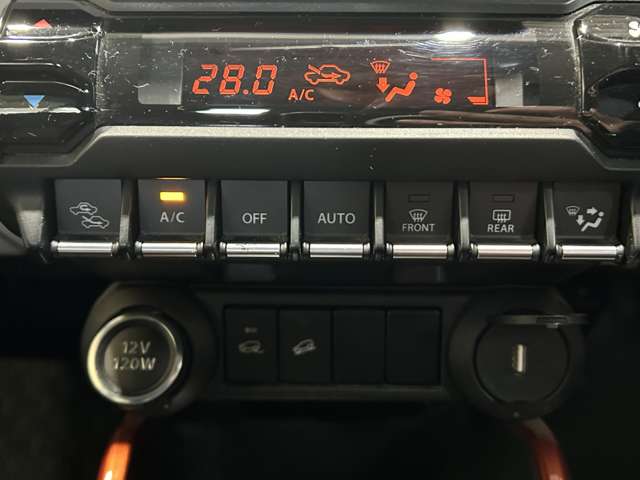 28.0
A/C
A/C
OFF
AUTO
FRONT
REAR
12V
120W